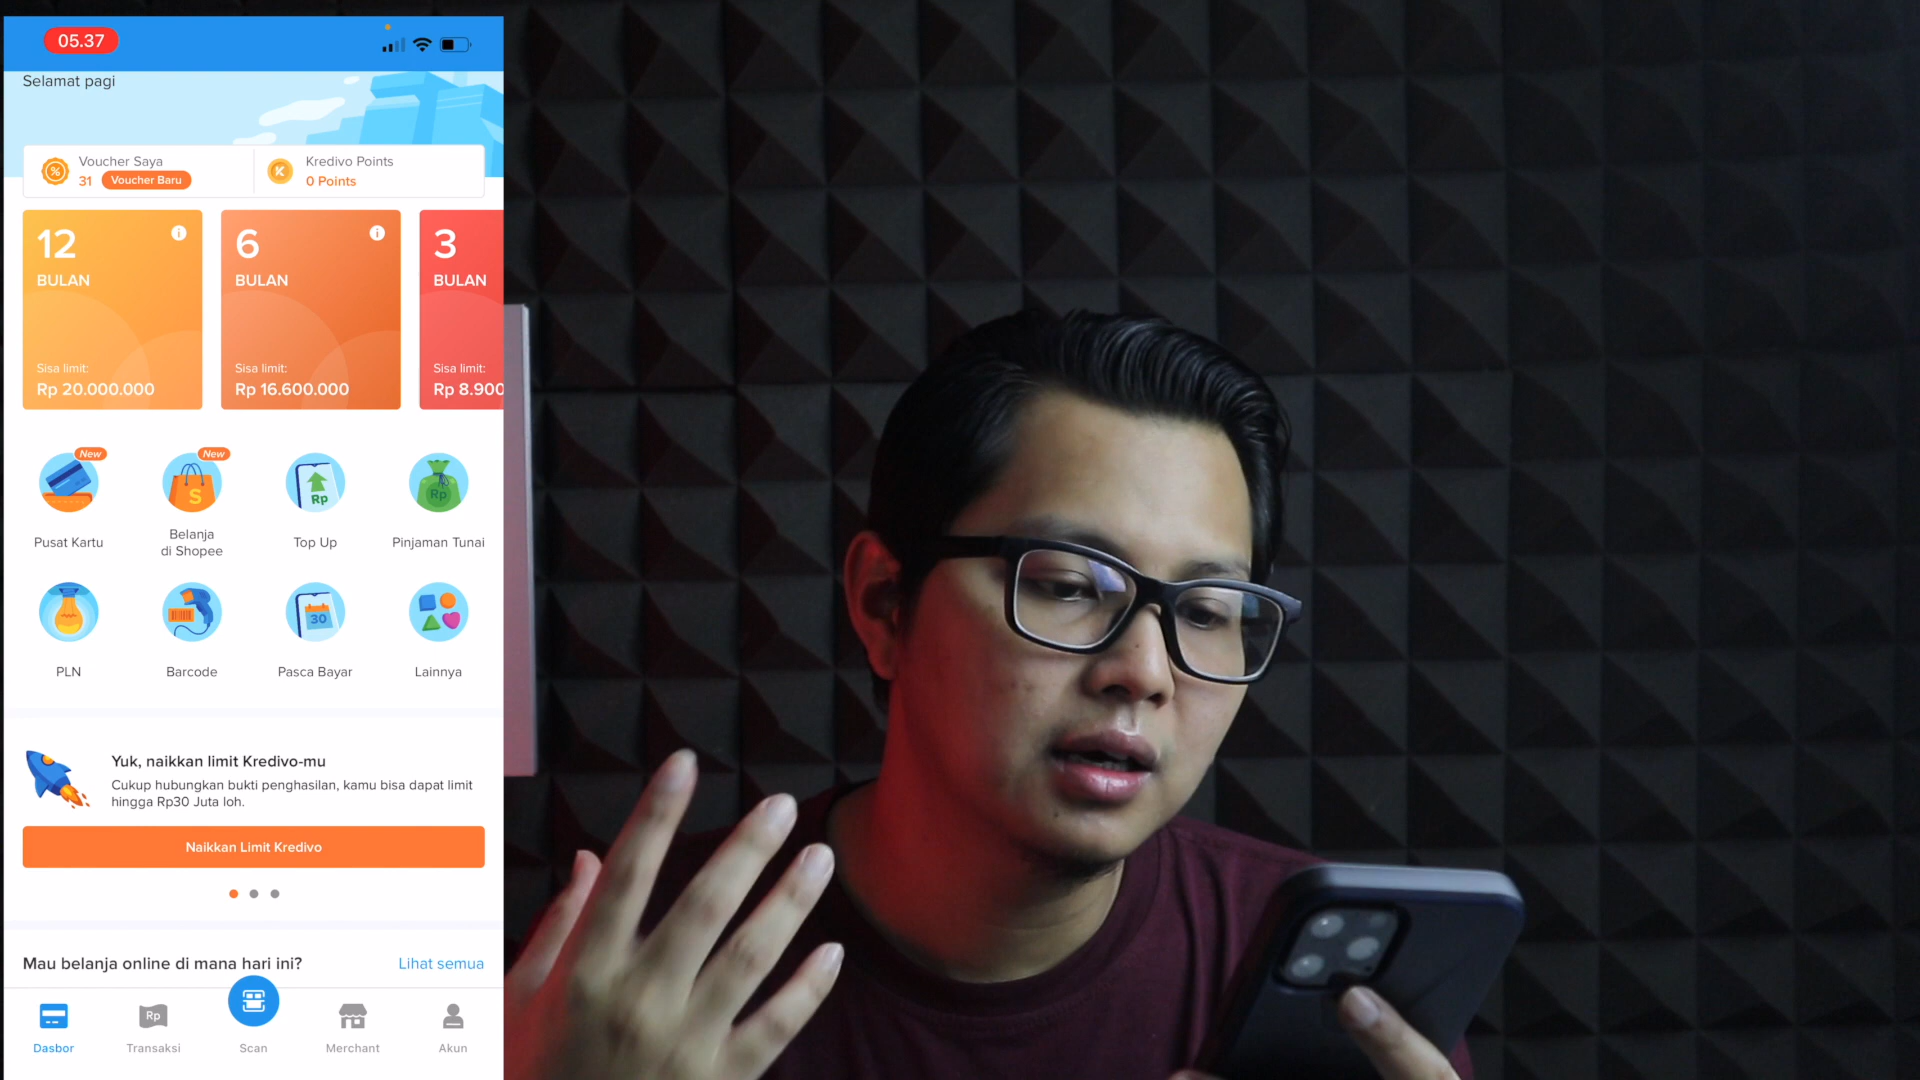 05.37
Selamat pagi
Voucher Saya
31 Voucher Baru
Kredivo Points
0 Points
12
BULAN
Sisa limit:
Rp 20.000.000
6
BULAN
Sisa limit:
Rp 16.600.000
3
BULAN
Sisa limit:
Rp 8.900
New
Pusat Kartu
New
S
Belanja
di Shopee
Rp
Top Up
Rp
Pinjaman Tunai
PLN
Barcode
30
Pasca Bayar
Lainnya
Yuk, naikkan limit Kredivo-mu
Cukup hubungkan bukti penghasilan, kamu bisa dapat limit
hingga Rp30 Juta loh.
Naikkan Limit Kredivo
Mau belanja online di mana hari ini?
Lihat semua
Dasbor
Rp
Transaksi
Scan
Merchant
Akun